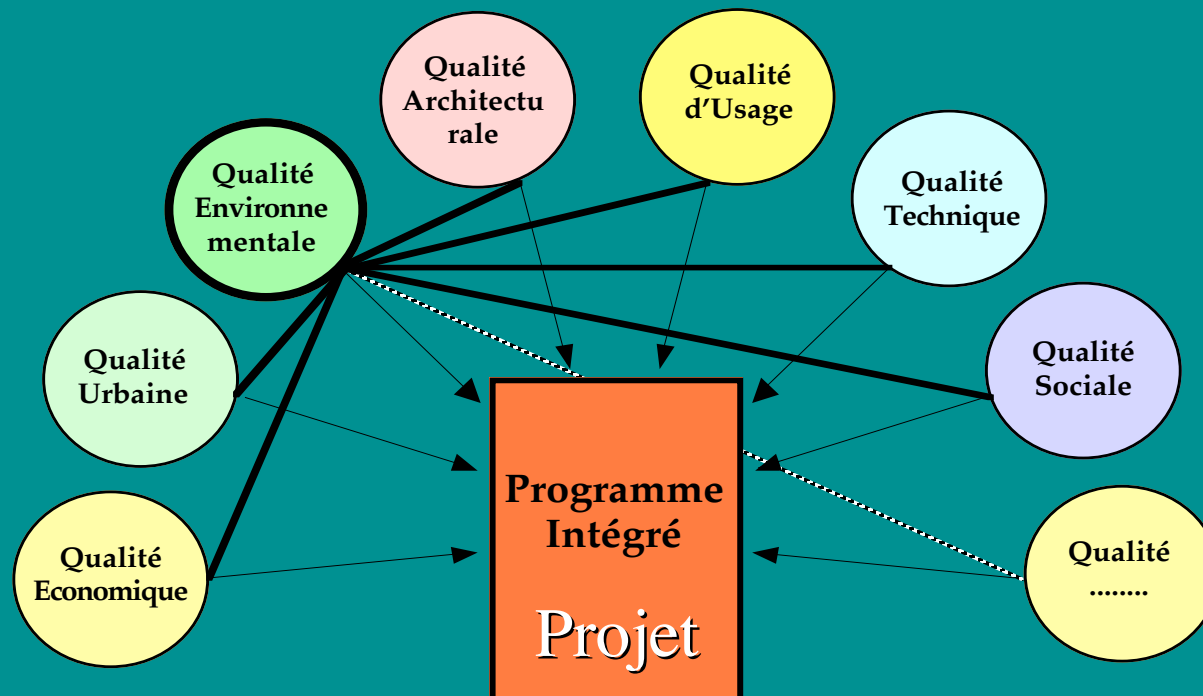 Qualité
Architectu
rale
Qualité
d'Usage
Qualité
Environne
mentale
Qualité
Technique
Qualité
Urbaine
Qualité
Sociale
Qualité
Economique
Programme
Intégré
Projet
Qualité
........